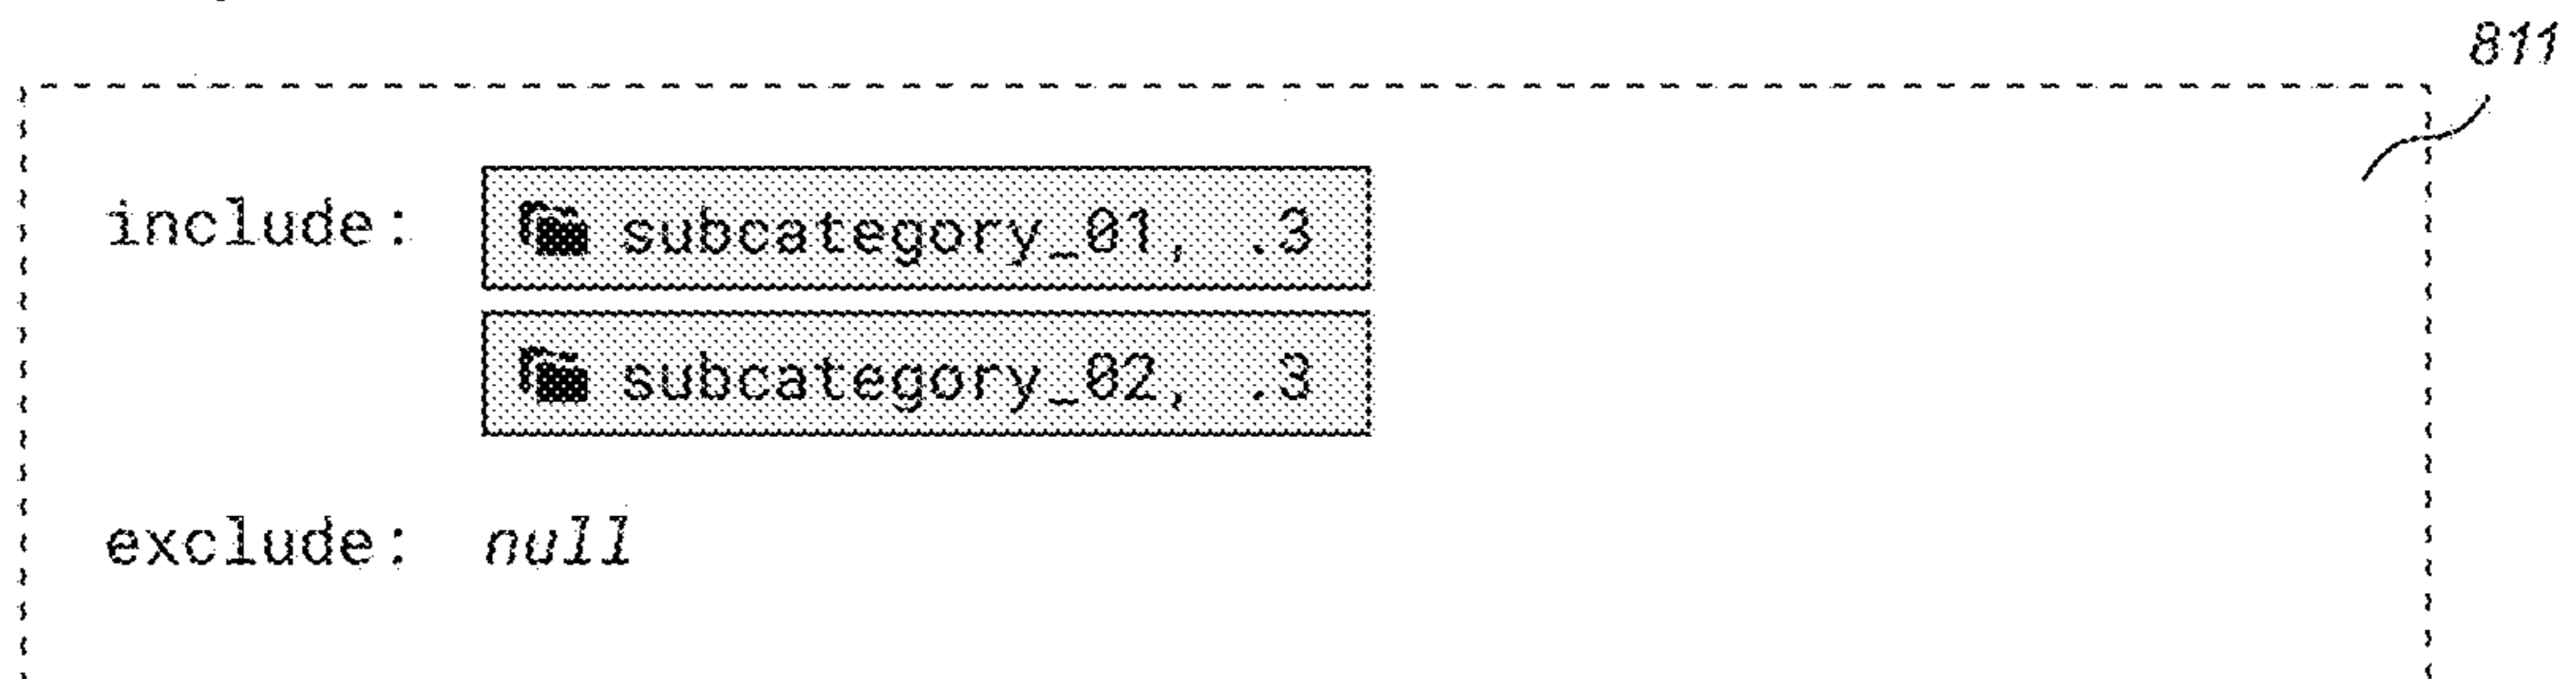 811
include: subcategory_01, .3
subcategory_02, .3
exclude: null